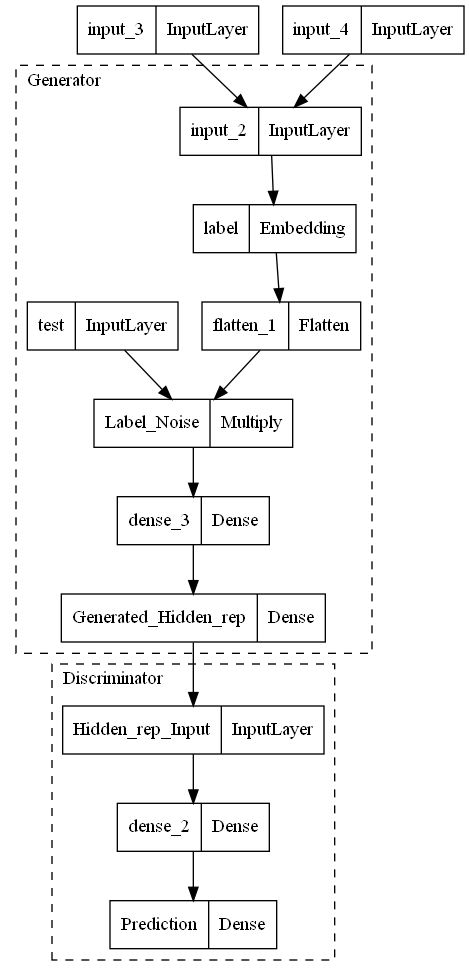 input_3 InputLayer input_4 InputLayer
Generator
input_2 InputLayer
label Embedding
test InputLayer flatten_1 Flatten
Label_Noise Multiply
dense_3 Dense
Generated_Hidden_rep Dense
Discriminator
Hidden_rep_Input InputLayer
dense_2 Dense
Prediction Dense